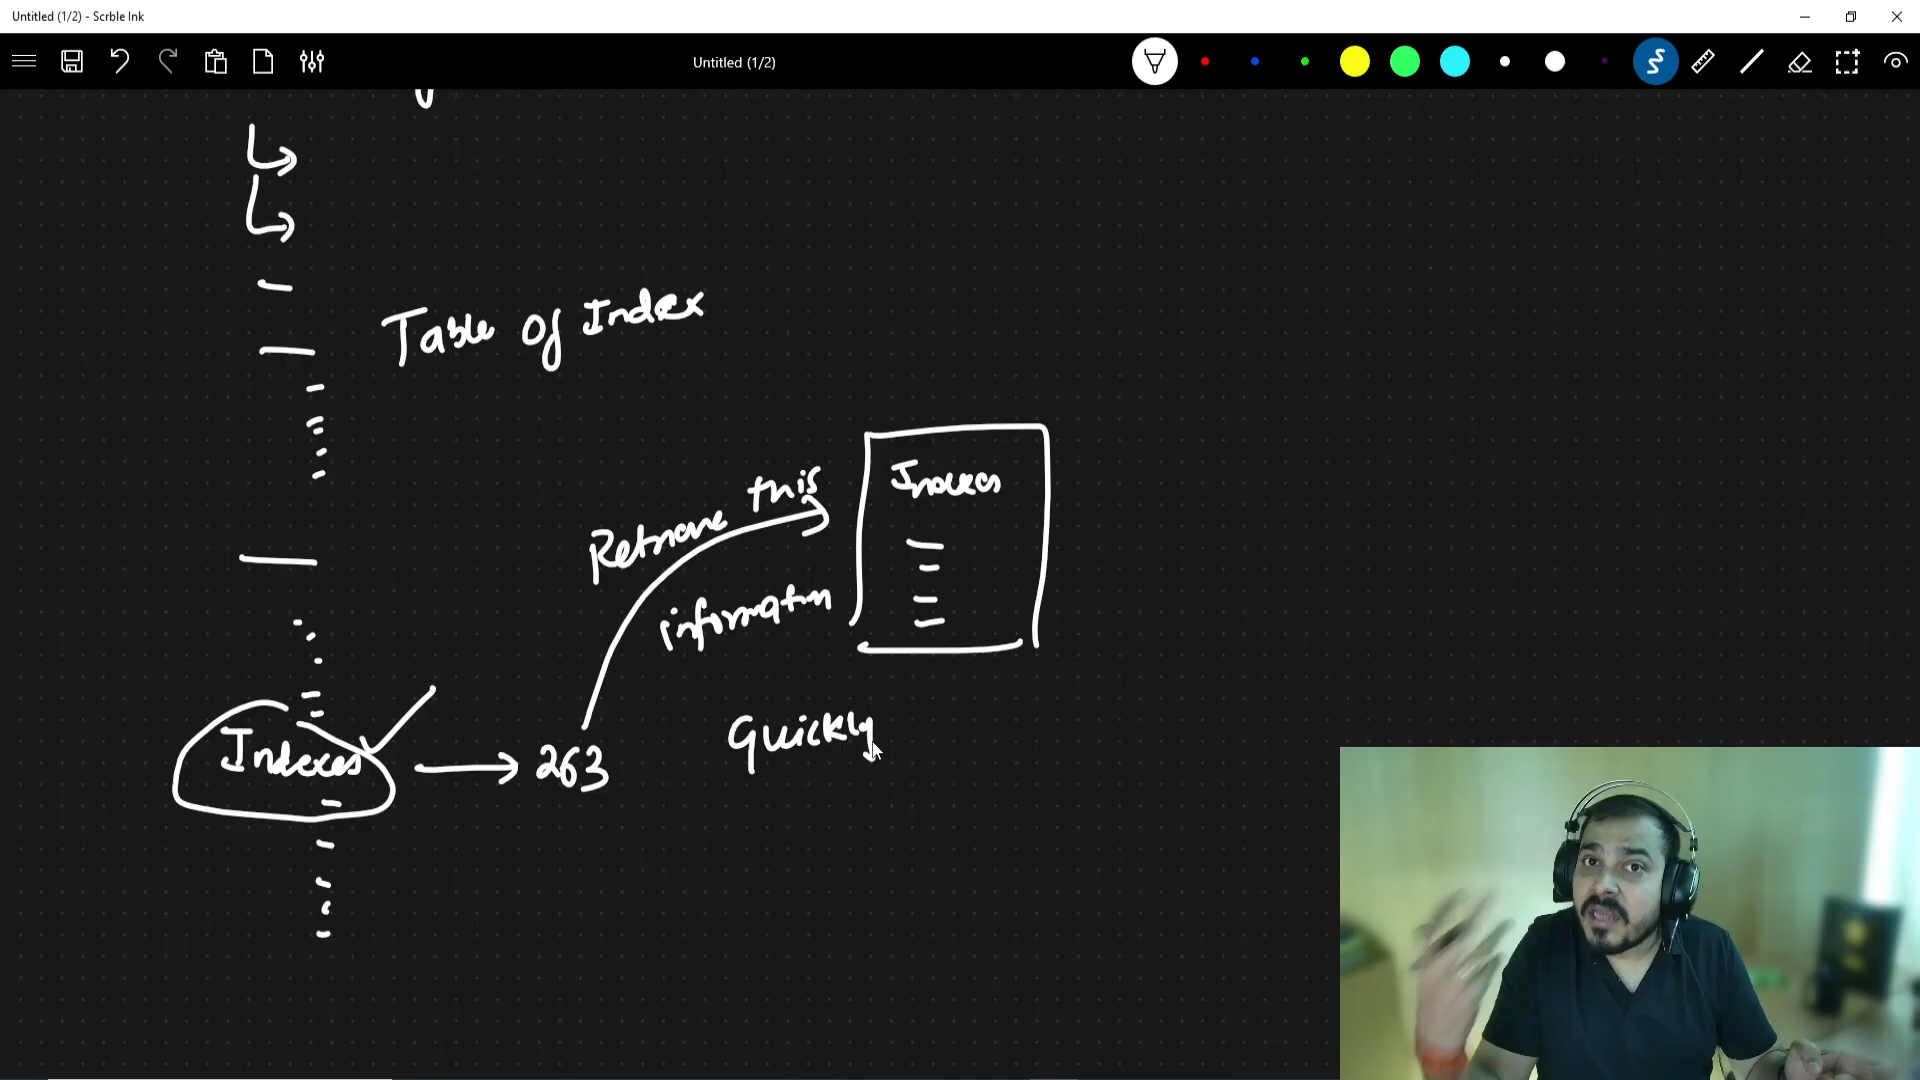 Untitled (1/2) - Scrble Ink
Untitled (1/2)
Table Of Index
Indexes
Retrieve this
information
Indexes
263
Quickly